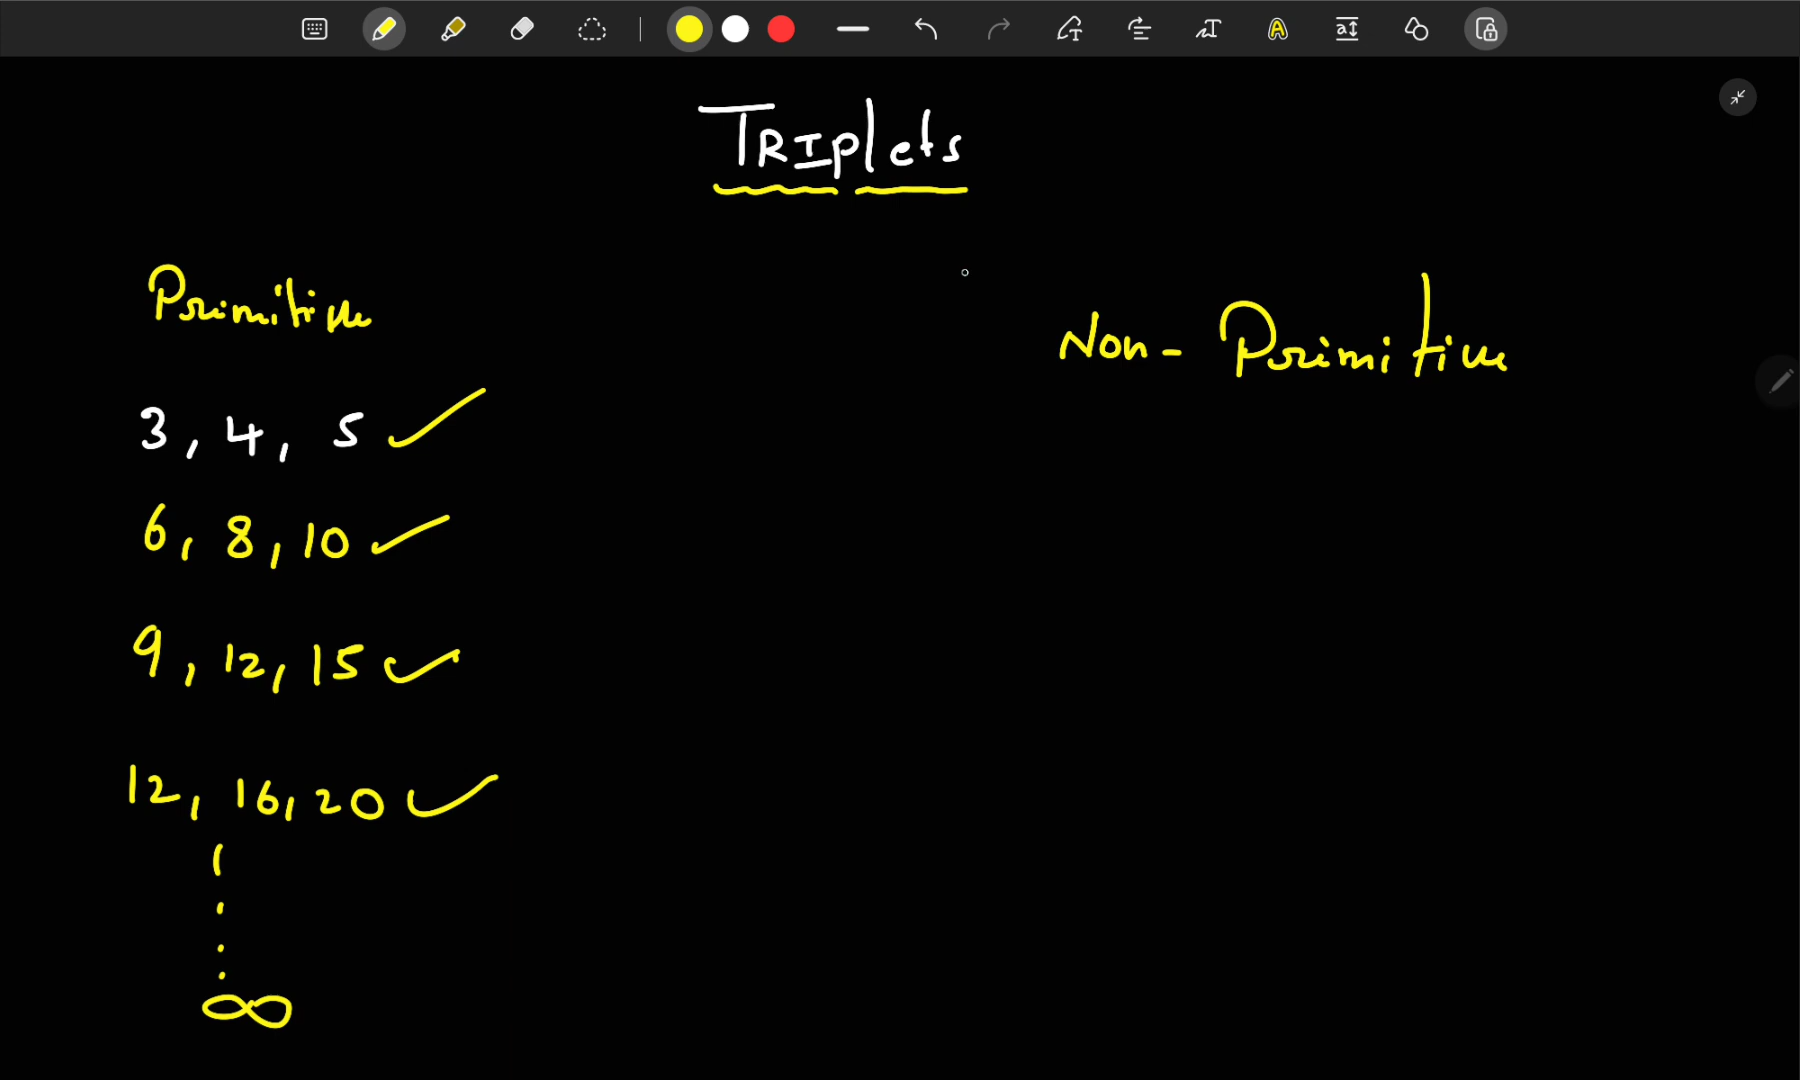 TRIplets
Primitive
Non - Primitive
3, 4, 5 ✓
6, 8, 10 ✓
9, 12, 15 ✓
12, 16, 20 ✓
∞